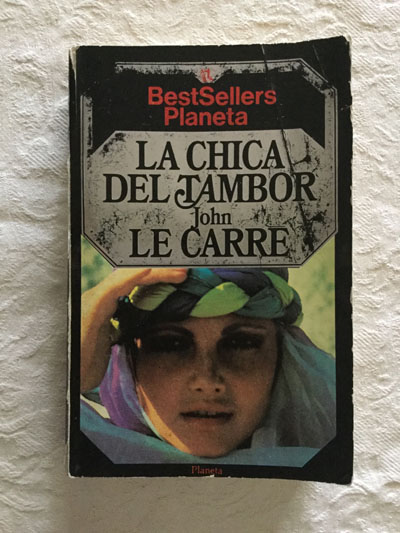 BestSellers
Planeta
LA CHICA
DEL TAMBOR
John
LE CARRE
Planeta